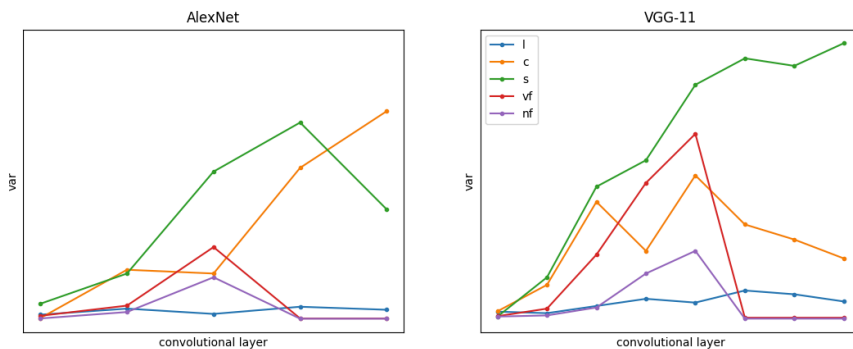 AlexNet
var
convolutional layer
VGG-11
l
c
s
vf
nf
var
convolutional layer